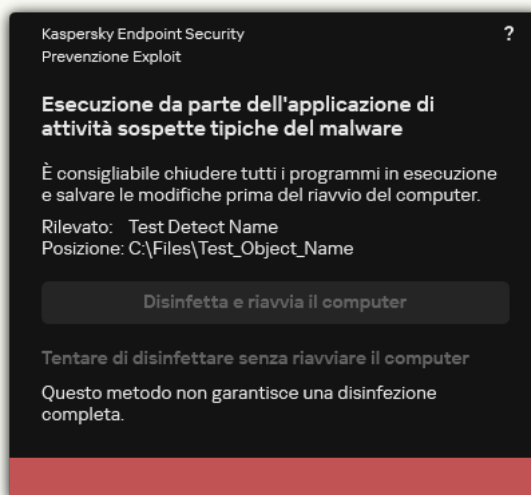 Kaspersky Endpoint Security
?
Prevenzione Exploit
Esecuzione da parte dell'applicazione di
attività sospette tipiche del malware
È consigliabile chiudere tutti i programmi in esecuzione
e salvare le modifiche prima del riavvio del computer.
Rilevato: Test Detect Name
Posizione: C:\Files\Test_Object_Name
Disinfetta e riavvia il computer
Tentare di disinfettare senza riavviare il computer
Questo metodo non garantisce una disinfezione
completa.